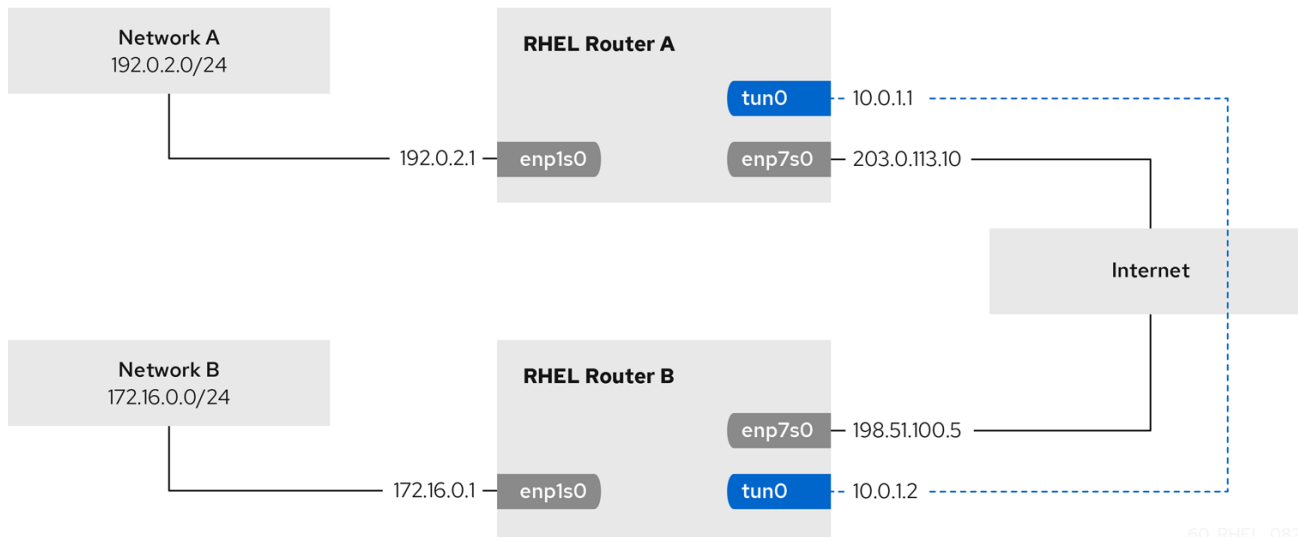 Network A
192.0.2.0/24
RHEL Router A
tun0
10.0.1.1
192.0.2.1
enp1s0
enp7s0
203.0.113.10
Internet
Network B
172.16.0.0/24
RHEL Router B
enp7s0
198.51.100.5
172.16.0.1
enp1s0
tun0
10.0.1.2
60_RHEL_082